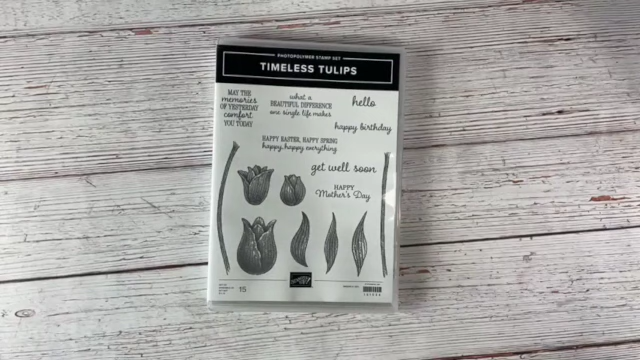 PHOTOPOLYMER STAMP SET
TIMELESS TULIPS
MAY THE
memories
OF YESTERDAY
comfort
YOU TODAY
what a
BEAUTIFUL DIFFERENCE
one single life makes
hello
happy birthday
HAPPY EASTER, HAPPY SPRING
happy, happy everything
get well soon
HAPPY
Mother's Day
15